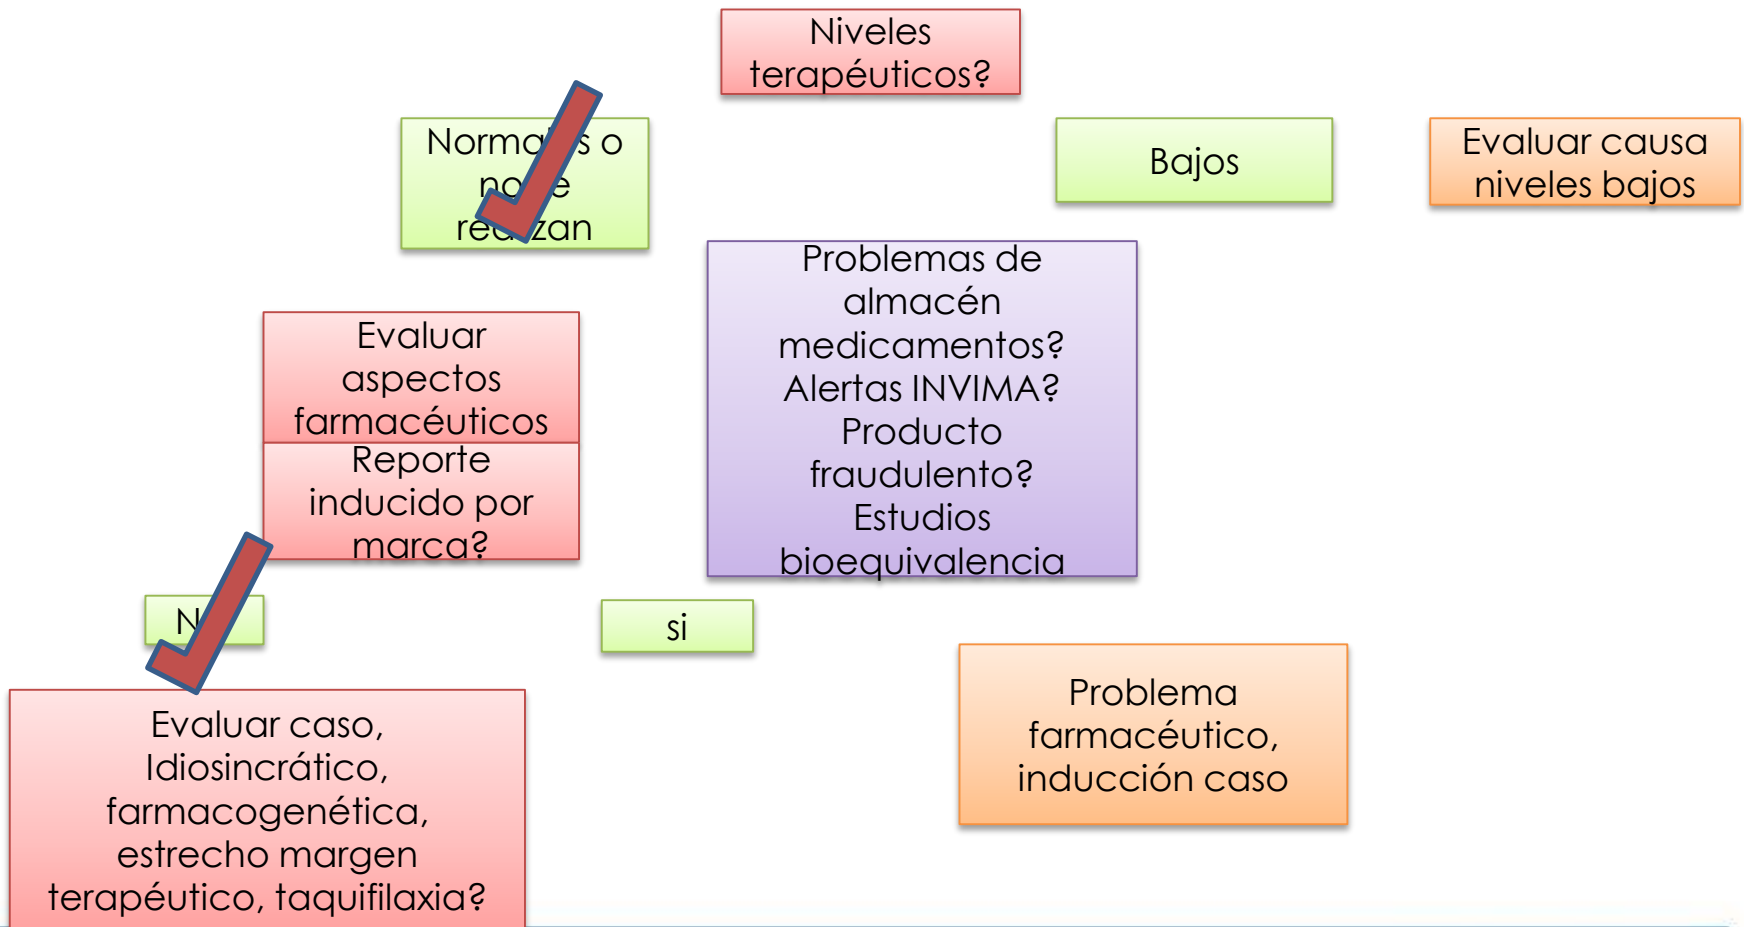 Niveles
terapéuticos?
o
Bajos
Evaluar causa
niveles bajos
Evaluar
aspectos
farmacéuticos
Reporte
inducido por
marca?
Problemas de
almacén
medicamentos?
Alertas INVIMA?
Producto
fraudulento?
Estudios
bioequivalencia
si
Evaluar caso,
Idiosincrático,
farmacogenética,
estrecho margen
terapéutico, taquifilaxia?
Problema
farmacéutico,
inducción caso